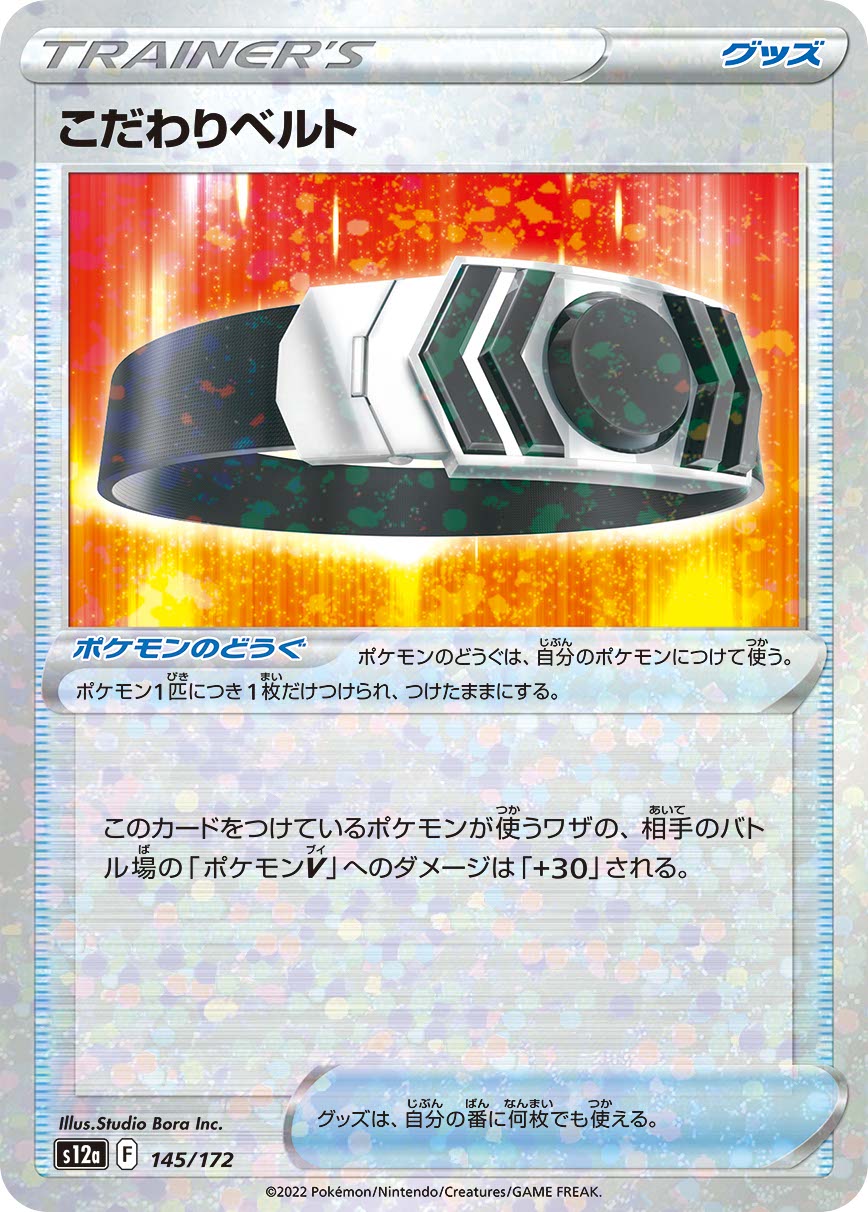 TRAINER'S グッズ
こだわりベルト
ポケモンのどうぐ ポケモンのどうぐは、自分のポケモンにつけて使う。
ポケモン1匹につき1枚だけつけられ、つけたままにする。
このカードをつけているポケモンが使うワザの、相手のバト
ル場の「ポケモンV」へのダメージは「+30」される。
Illus.Studio Bora Inc.
グッズは、自分の番に何枚でも使える。
s12a F 145/172
©2022 Pokémon/Nintendo/Creatures/GAME FREAK.